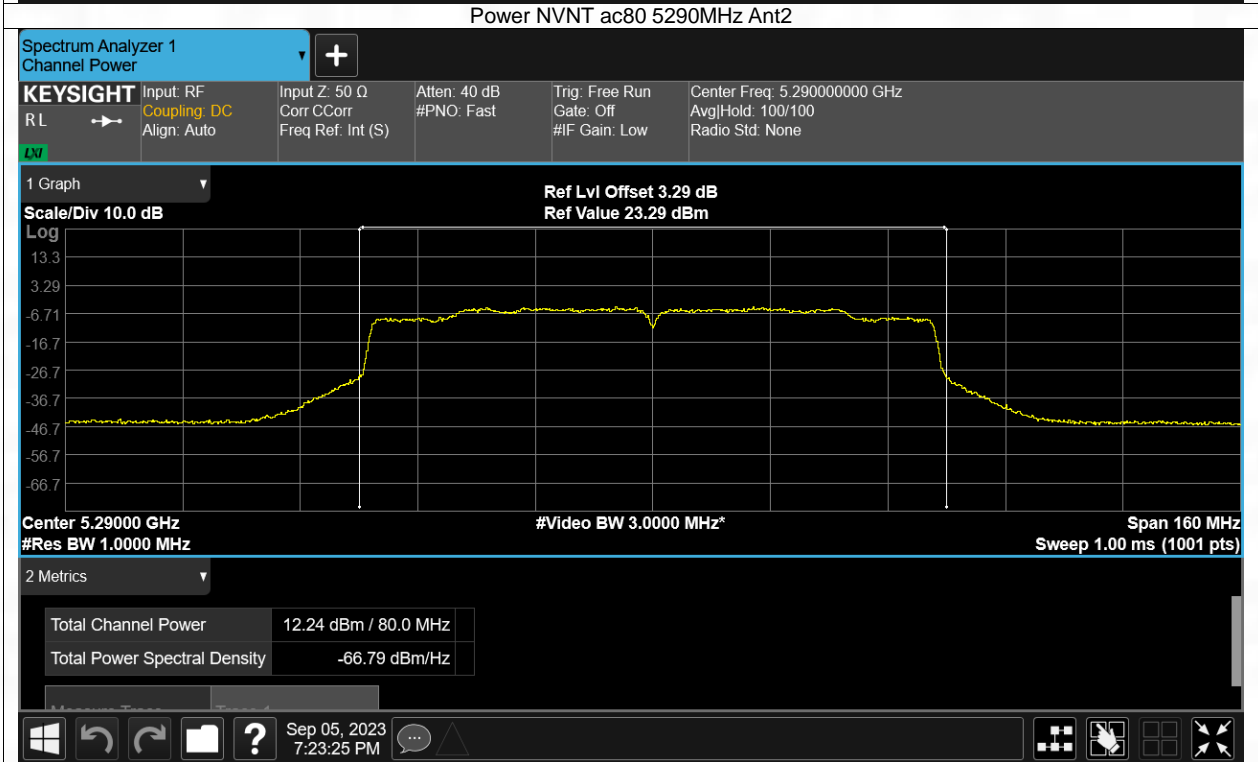 Power NVNT ac80 5290MHz Ant2
Spectrum Analyzer 1
Channel Power
KEYSIGHT
RL
LXI
Input: RF
Coupling: DC
Align: Auto
Input Z: 50 Ω
Corr CCorr
Freq Ref: Int (S)
Atten: 40 dB
#PNO: Fast
Trig: Free Run
Gate: Off
#IF Gain: Low
Center Freq: 5.290000000 GHz
Avg|Hold: 100/100
Radio Std: None
1 Graph
Scale/Div 10.0 dB
Ref Lvl Offset 3.29 dB
Ref Value 23.29 dBm
Log
13.3
3.29
-6.71
-16.7
-26.7
-36.7
-46.7
-56.7
-66.7
Center 5.29000 GHz
#Video BW 3.0000 MHz*
Span 160 MHz
#Res BW 1.0000 MHz
Sweep 1.00 ms (1001 pts)
2 Metrics
Total Channel Power 12.24 dBm / 80.0 MHz
Total Power Spectral Density -66.79 dBm/Hz
Sep 05, 2023
7:23:25 PM